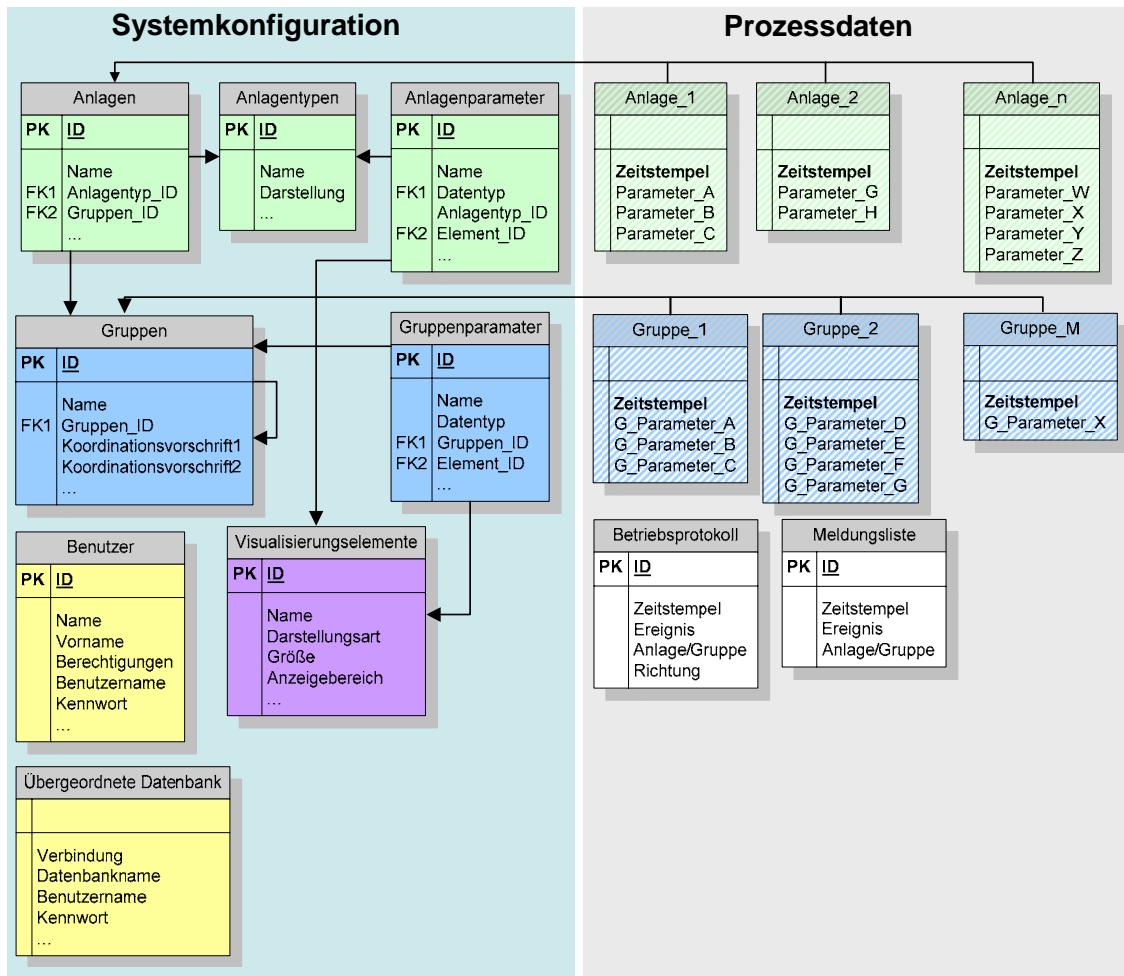 Systemkonfiguration
Prozessdaten
Anlagen
PK ID
Name
FK1 Anlagentyp_ID
FK2 Gruppen_ID
...
Anlagentypen
PK ID
Name
Darstellung
...
Anlagenparameter
PK ID
Name
FK1 Datentyp
Anlagentyp_ID
FK2 Element_ID
...
Anlage_1
Zeitstempel
Parameter_A
Parameter_B
Parameter_C
Anlage_2
Zeitstempel
Parameter_G
Parameter_H
Anlage_n
Zeitstempel
Parameter_W
Parameter_X
Parameter_Y
Parameter_Z
Gruppen
PK ID
Name
FK1 Gruppen_ID
Koordinationsvorschrift1
Koordinationsvorschrift2
...
Gruppenparamater
PK ID
Name
Datentyp
FK1 Gruppen_ID
FK2 Element_ID
...
Gruppe_1
Zeitstempel
G_Parameter_A
G_Parameter_B
G_Parameter_C
Gruppe_2
Zeitstempel
G_Parameter_D
G_Parameter_E
G_Parameter_F
G_Parameter_G
Gruppe_M
Zeitstempel
G_Parameter_X
Benutzer
PK ID
Name
Vorname
Berechtigungen
Benutzername
Kennwort
...
Visualisierungselemente
PK ID
Name
Darstellungsart
Größe
Anzeigebereich
...
Betriebsprotokoll
PK ID
Zeitstempel
Ereignis
Anlage/Gruppe
Richtung
Meldungsliste
PK ID
Zeitstempel
Ereignis
Anlage/Gruppe
Übergeordnete Datenbank
Verbindung
Datenbankname
Benutzername
Kennwort
...